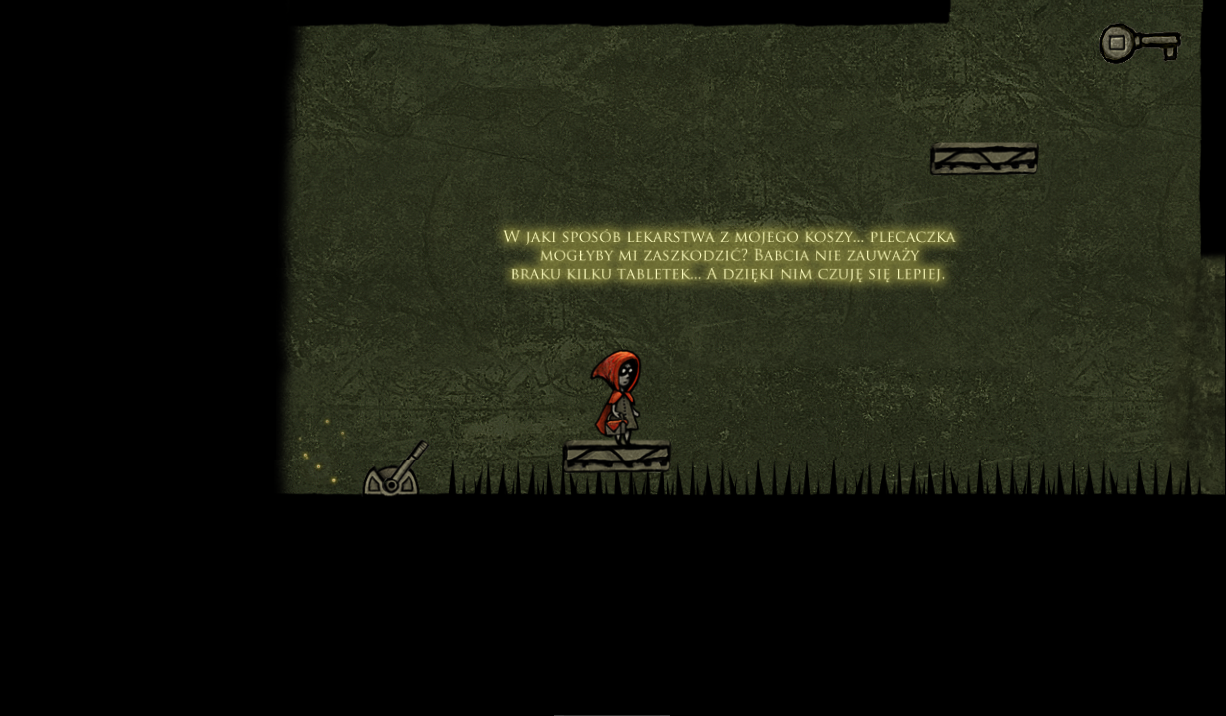 W jaki sposób lekarstwa z mojego koszy... plecaczka
mogłyby mi zaszkodzić? Babcia nie zauważy
braku kilku tabletek... A dzięki nim czuję się lepiej.